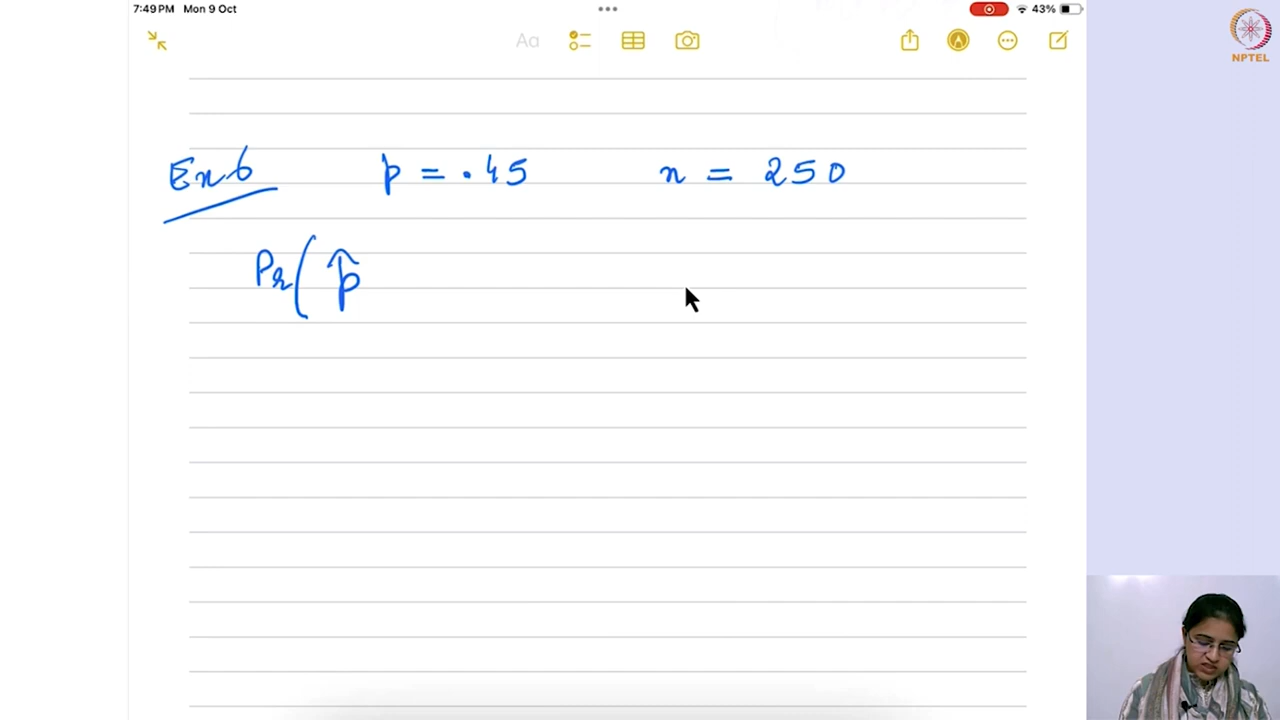 7:49 PM Mon 9 Oct
43%
Aa
NPTEL
Ex 6 p = .45 n = 250
Pr( p̂